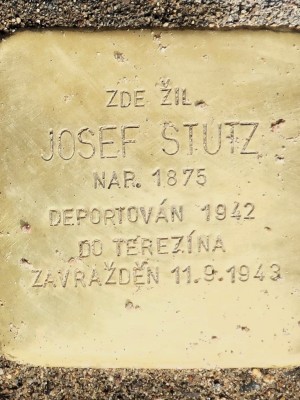 ZDE ŽIL
JOSEF STUTZ
NAR. 1875
DEPORTOVÁN 1942
DO TEREZÍNA
ZAVRAŽDĚN 11.9.1943